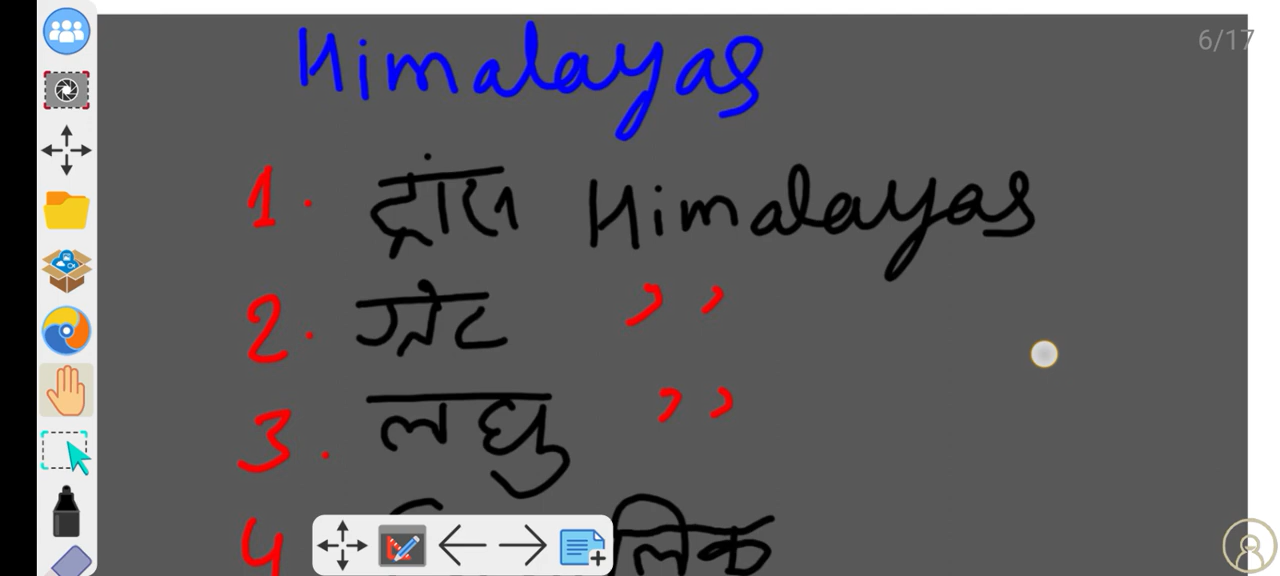 6/17
Himalayas
1. ट्रांस Himalayas
2. ग्रेट ,,
3. लघु ,,
4